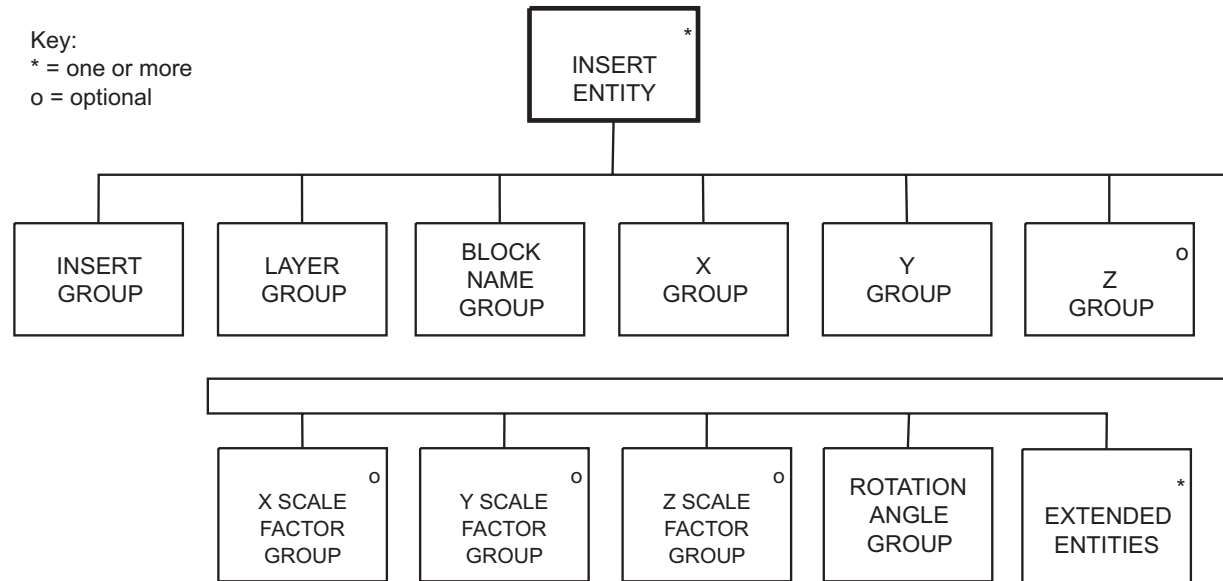 Key:
* = one or more
o = optional
*
INSERT
ENTITY
INSERT
GROUP
LAYER
GROUP
BLOCK
NAME
GROUP
X
GROUP
Y
GROUP
o
Z
GROUP
o
X SCALE
FACTOR
GROUP
o
Y SCALE
FACTOR
GROUP
o
Z SCALE
FACTOR
GROUP
ROTATION
ANGLE
GROUP
*
EXTENDED
ENTITIES